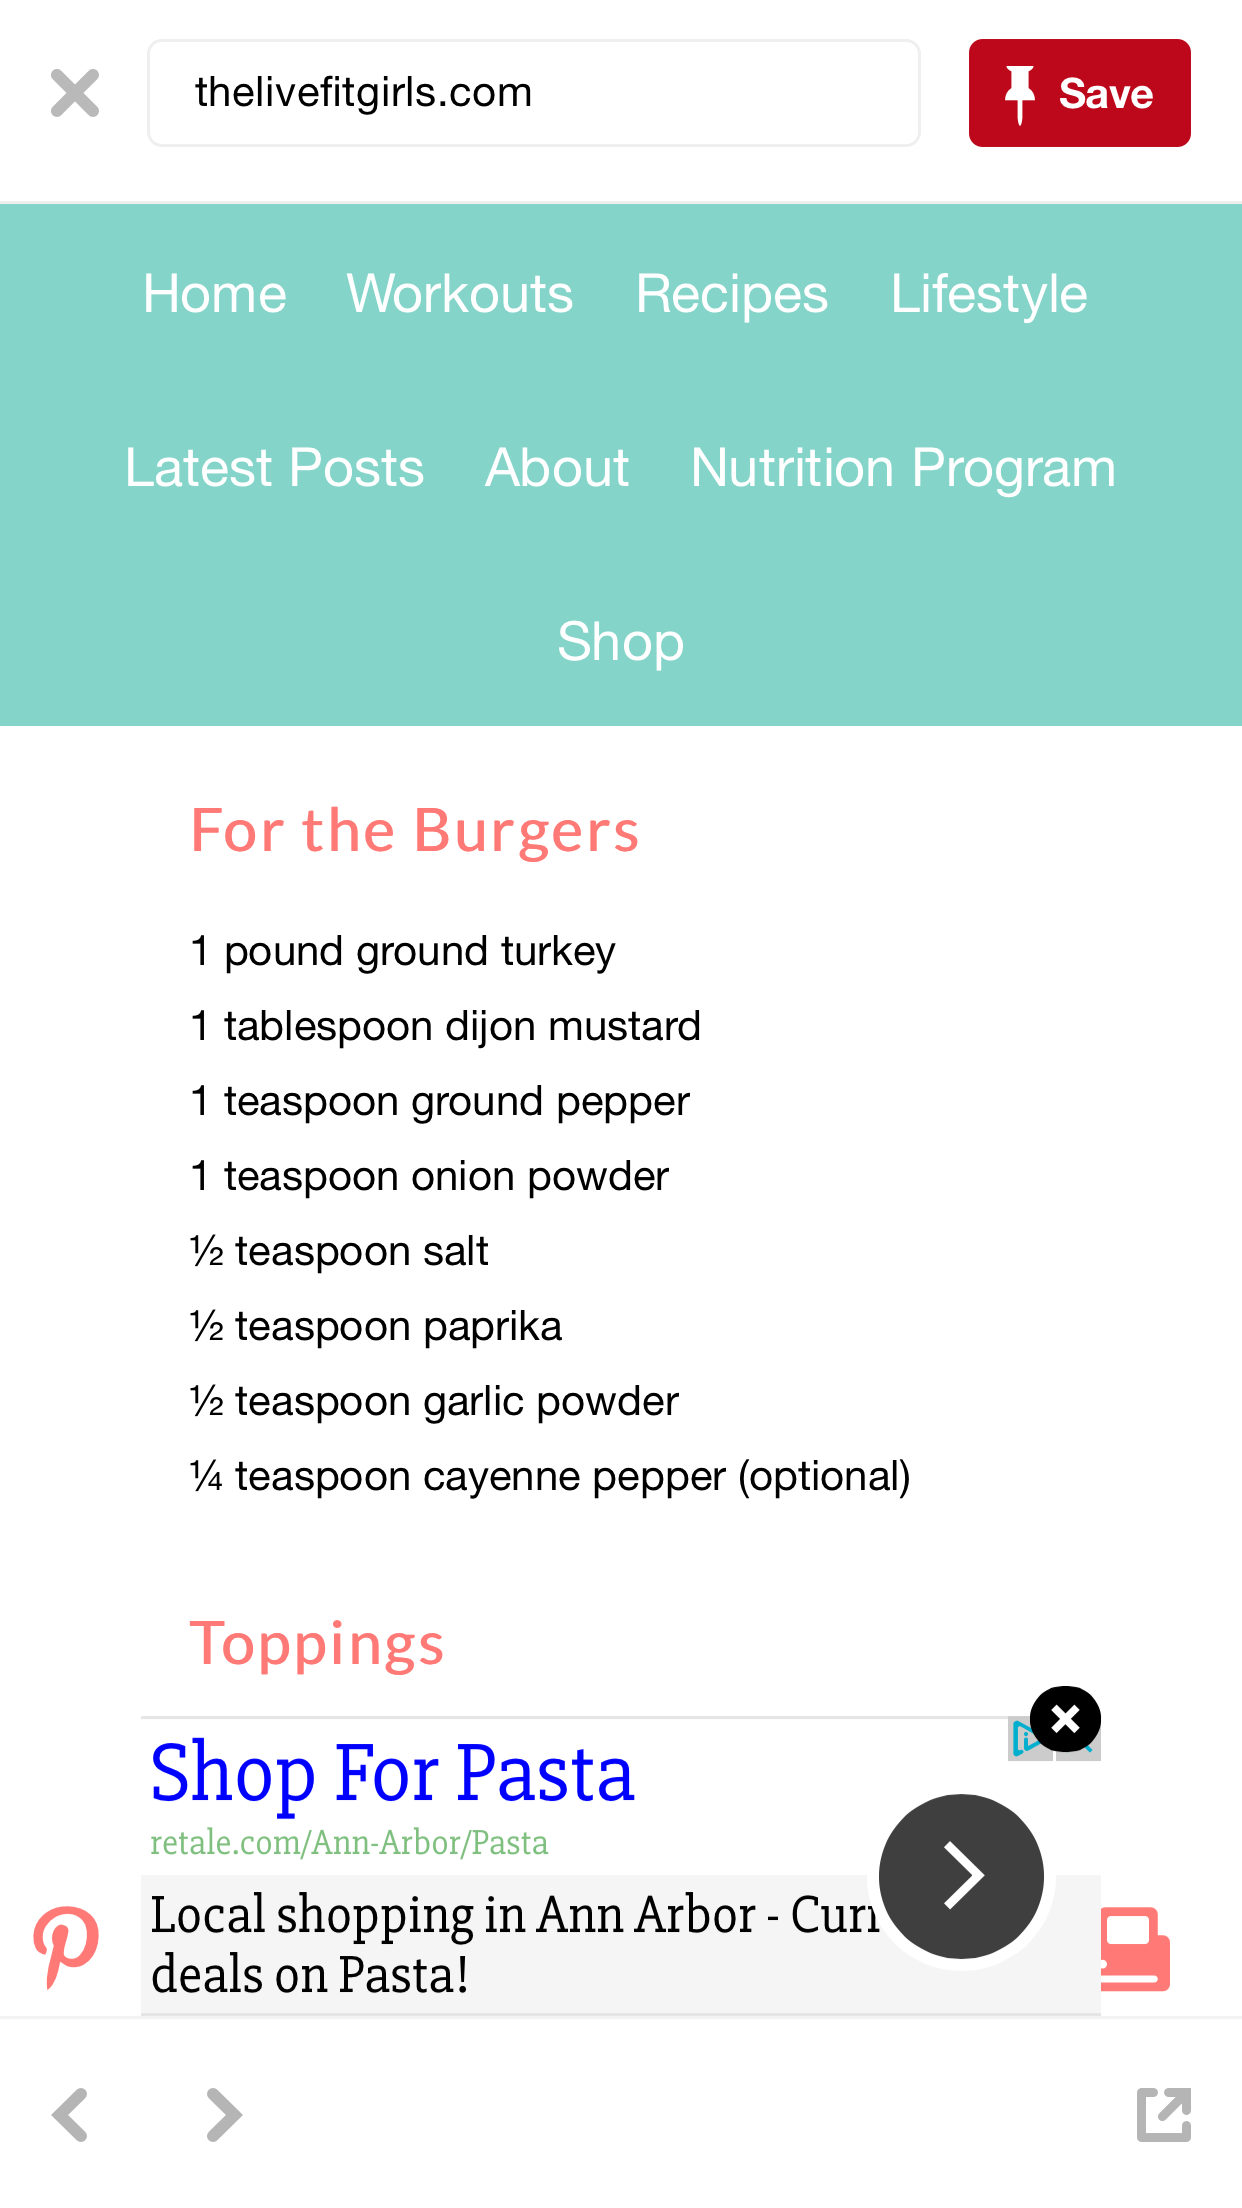 thelivefitgirls.com
Save
Home Workouts Recipes Lifestyle
Latest Posts About Nutrition Program
Shop
For the Burgers
1 pound ground turkey
1 tablespoon dijon mustard
1 teaspoon ground pepper
1 teaspoon onion powder
½ teaspoon salt
½ teaspoon paprika
½ teaspoon garlic powder
¼ teaspoon cayenne pepper (optional)
Toppings
Shop For Pasta
retale.com/Ann-Arbor/Pasta
Local shopping in Ann Arbor -
deals on Pasta!